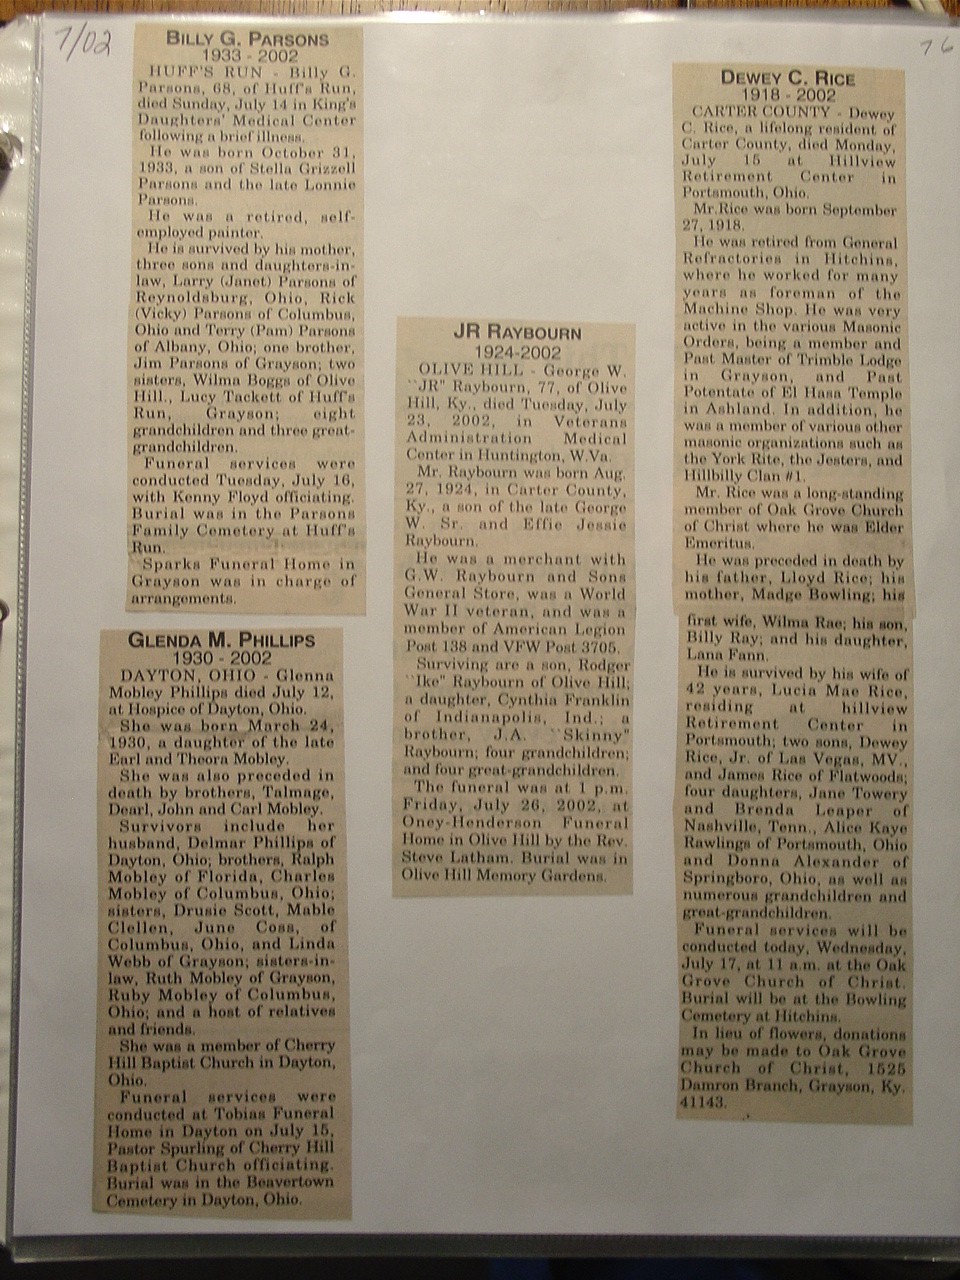 7/02
76
BILLY G. PARSONS
1933 - 2002
HUFF'S RUN - Billy G.
Parsons, 68, of Huff's Run,
died Sunday, July 14 in King's
Daughters' Medical Center
following a brief illness.
He was born October 31,
1933, a son of Stella Grizzell
Parsons and the late Lonnie
Parsons.
He was a retired, self-
employed painter.
He is survived by his mother,
three sons and daughters-in-
law, Larry (Janet) Parsons of
Reynoldsburg, Ohio, Rick
(Vicky) Parsons of Columbus,
Ohio and Terry (Pam) Parsons
of Albany, Ohio; one brother,
Jim Parsons of Grayson; two
sisters, Wilma Boggs of Olive
Hill., Lucy Tackett of Huff's
Run, Grayson; eight
grandchildren and three great-
grandchildren.
Funeral services were
conducted Tuesday, July 16,
with Kenny Floyd officiating.
Burial was in the Parsons
Family Cemetery at Huff's
Run.
Sparks Funeral Home in
Grayson was in charge of
arrangements.
GLENDA M. PHILLIPS
1930 - 2002
DAYTON, OHIO - Glenna
Mobley Phillips died July 12,
at Hospice of Dayton, Ohio.
She was born March 24,
1930, a daughter of the late
Earl and Theora Mobley.
She was also preceded in
death by brothers, Talmage,
Dearl, John and Carl Mobley.
Survivors include her
husband, Delmar Phillips of
Dayton, Ohio; brothers, Ralph
Mobley of Florida, Charles
Mobley of Columbus, Ohio;
sisters, Drusie Scott, Mable
Clellen, June Coss, of
Columbus, Ohio, and Linda
Webb of Grayson; sisters-in-
law, Ruth Mobley of Grayson,
Ruby Mobley of Columbus,
Ohio; and a host of relatives
and friends.
She was a member of Cherry
Hill Baptist Church in Dayton,
Ohio.
Funeral services were
conducted at Tobias Funeral
Home in Dayton on July 15,
Pastor Spurling of Cherry Hill
Baptist Church officiating.
Burial was in the Beavertown
Cemetery in Dayton, Ohio.
JR RAYBOURN
1924-2002
OLIVE HILL - George W.
``JR" Raybourn, 77, of Olive
Hill, Ky., died Tuesday, July
23, 2002, in Veterans
Administration Medical
Center in Huntington, W.Va.
Mr. Raybourn was born Aug.
27, 1924, in Carter County,
Ky., a son of the late George
W. Sr. and Effie Jessie
Raybourn.
He was a merchant with
G.W. Raybourn and Sons
General Store, was a World
War II veteran, and was a
member of American Legion
Post 138 and VFW Post 3705.
Surviving are a son, Rodger
``Ike" Raybourn of Olive Hill;
a daughter, Cynthia Franklin
of Indianapolis, Ind.; a
brother, J.A. ``Skinny"
Raybourn; four grandchildren;
and four great-grandchildren.
The funeral was at 1 p.m.
Friday, July 26, 2002, at
Oney-Henderson Funeral
Home in Olive Hill by the Rev.
Steve Latham. Burial was in
Olive Hill Memory Gardens.
DEWEY C. RICE
1918 - 2002
CARTER COUNTY - Dewey
C. Rice, a lifelong resident of
Carter County, died Monday,
July 15 at Hillview
Retirement Center in
Portsmouth, Ohio.
Mr.Rice was born September
27, 1918.
He was retired from General
Refractories in Hitchins,
where he worked for many
years as foreman of the
Machine Shop. He was very
active in the various Masonic
Orders, being a member and
Past Master of Trimble Lodge
in Grayson, and Past
Potentate of El Hasa Temple
in Ashland. In addition, he
was a member of various other
masonic organizations such as
the York Rite, the Jesters, and
Hillbilly Clan #1.
Mr. Rice was a long-standing
member of Oak Grove Church
of Christ where he was Elder
Emeritus.
He was preceded in death by
his father, Lloyd Rice; his
mother, Madge Bowling; his
first wife, Wilma Rae; his son,
Billy Ray; and his daughter,
Lana Fann.
He is survived by his wife of
42 years, Lucia Mae Rice,
residing at hillview
Retirement Center in
Portsmouth; two sons, Dewey
Rice, Jr. of Las Vegas, MV.,
and James Rice of Flatwoods;
four daughters, Jane Towery
and Brenda Leaper of
Nashville, Tenn., Alice Kaye
Rawlings of Portsmouth, Ohio
and Donna Alexander of
Springboro, Ohio, as well as
numerous grandchildren and
great-grandchildren.
Funeral services will be
conducted today, Wednesday,
July 17, at 11 a.m. at the Oak
Grove Church of Christ.
Burial will be at the Bowling
Cemetery at Hitchins.
In lieu of flowers, donations
may be made to Oak Grove
Church of Christ, 1525
Damron Branch, Grayson, Ky.
41143.